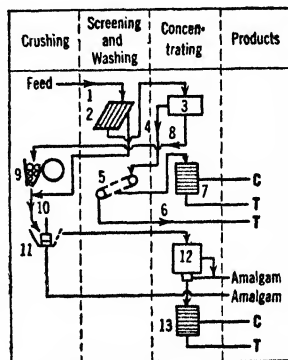 Crushing
Screening and Washing
Concen-trating
Products
Feed
1
2
3
4
8
9
5
7
C
10
T
6
T
11
12
Amalgam
Amalgam
13
C
T